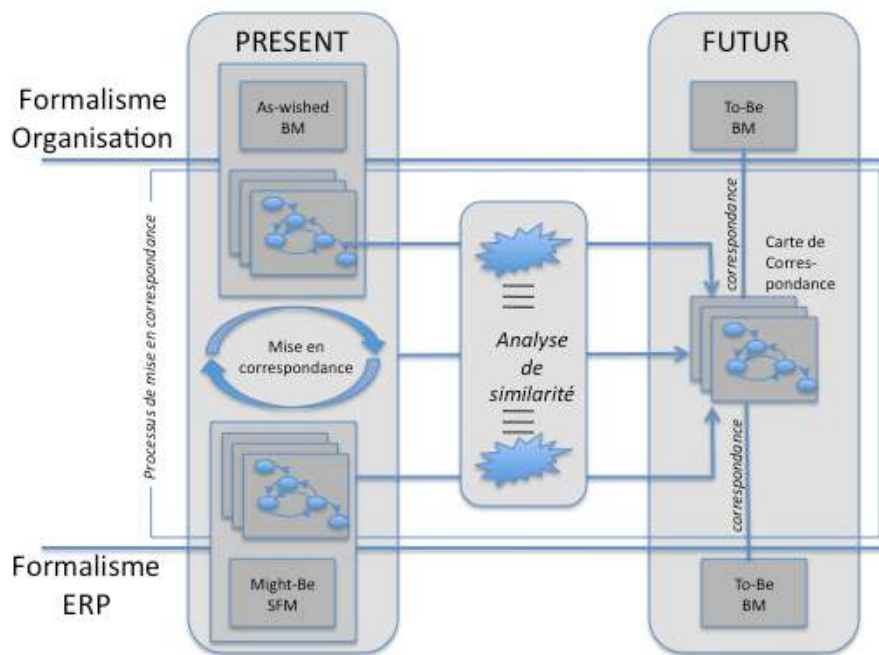 PRESENT
FUTUR
Formalisme
Organisation
As-wished
BM
To-Be
BM
Processus de mise en correspondance
correspondance
Carte de
Corres-
pondance
Mise en
correspondance
Analyse
de
similarité
correspondance
Formalisme
ERP
Might-Be
SFM
To-Be
BM